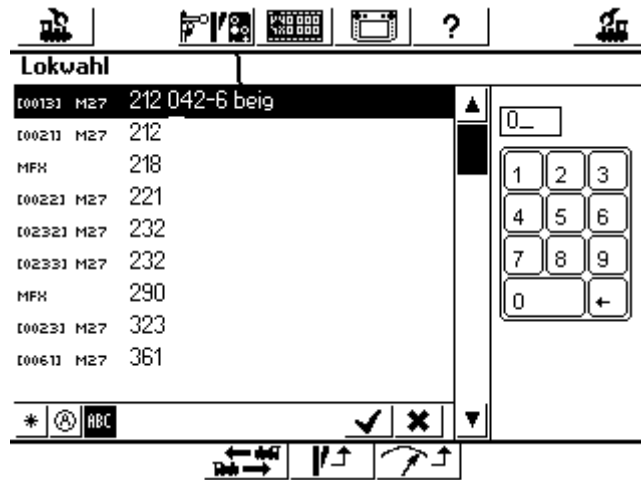 ?
Lokwahl
[0013] M27 212 042-6 beig
[0021] M27 212
MFX 218
[0022] M27 221
[0232] M27 232
[0233] M27 232
MFX 290
[0023] M27 323
[0061] M27 361
0_
1 2 3
4 5 6
7 8 9
0 ←
* A ABC